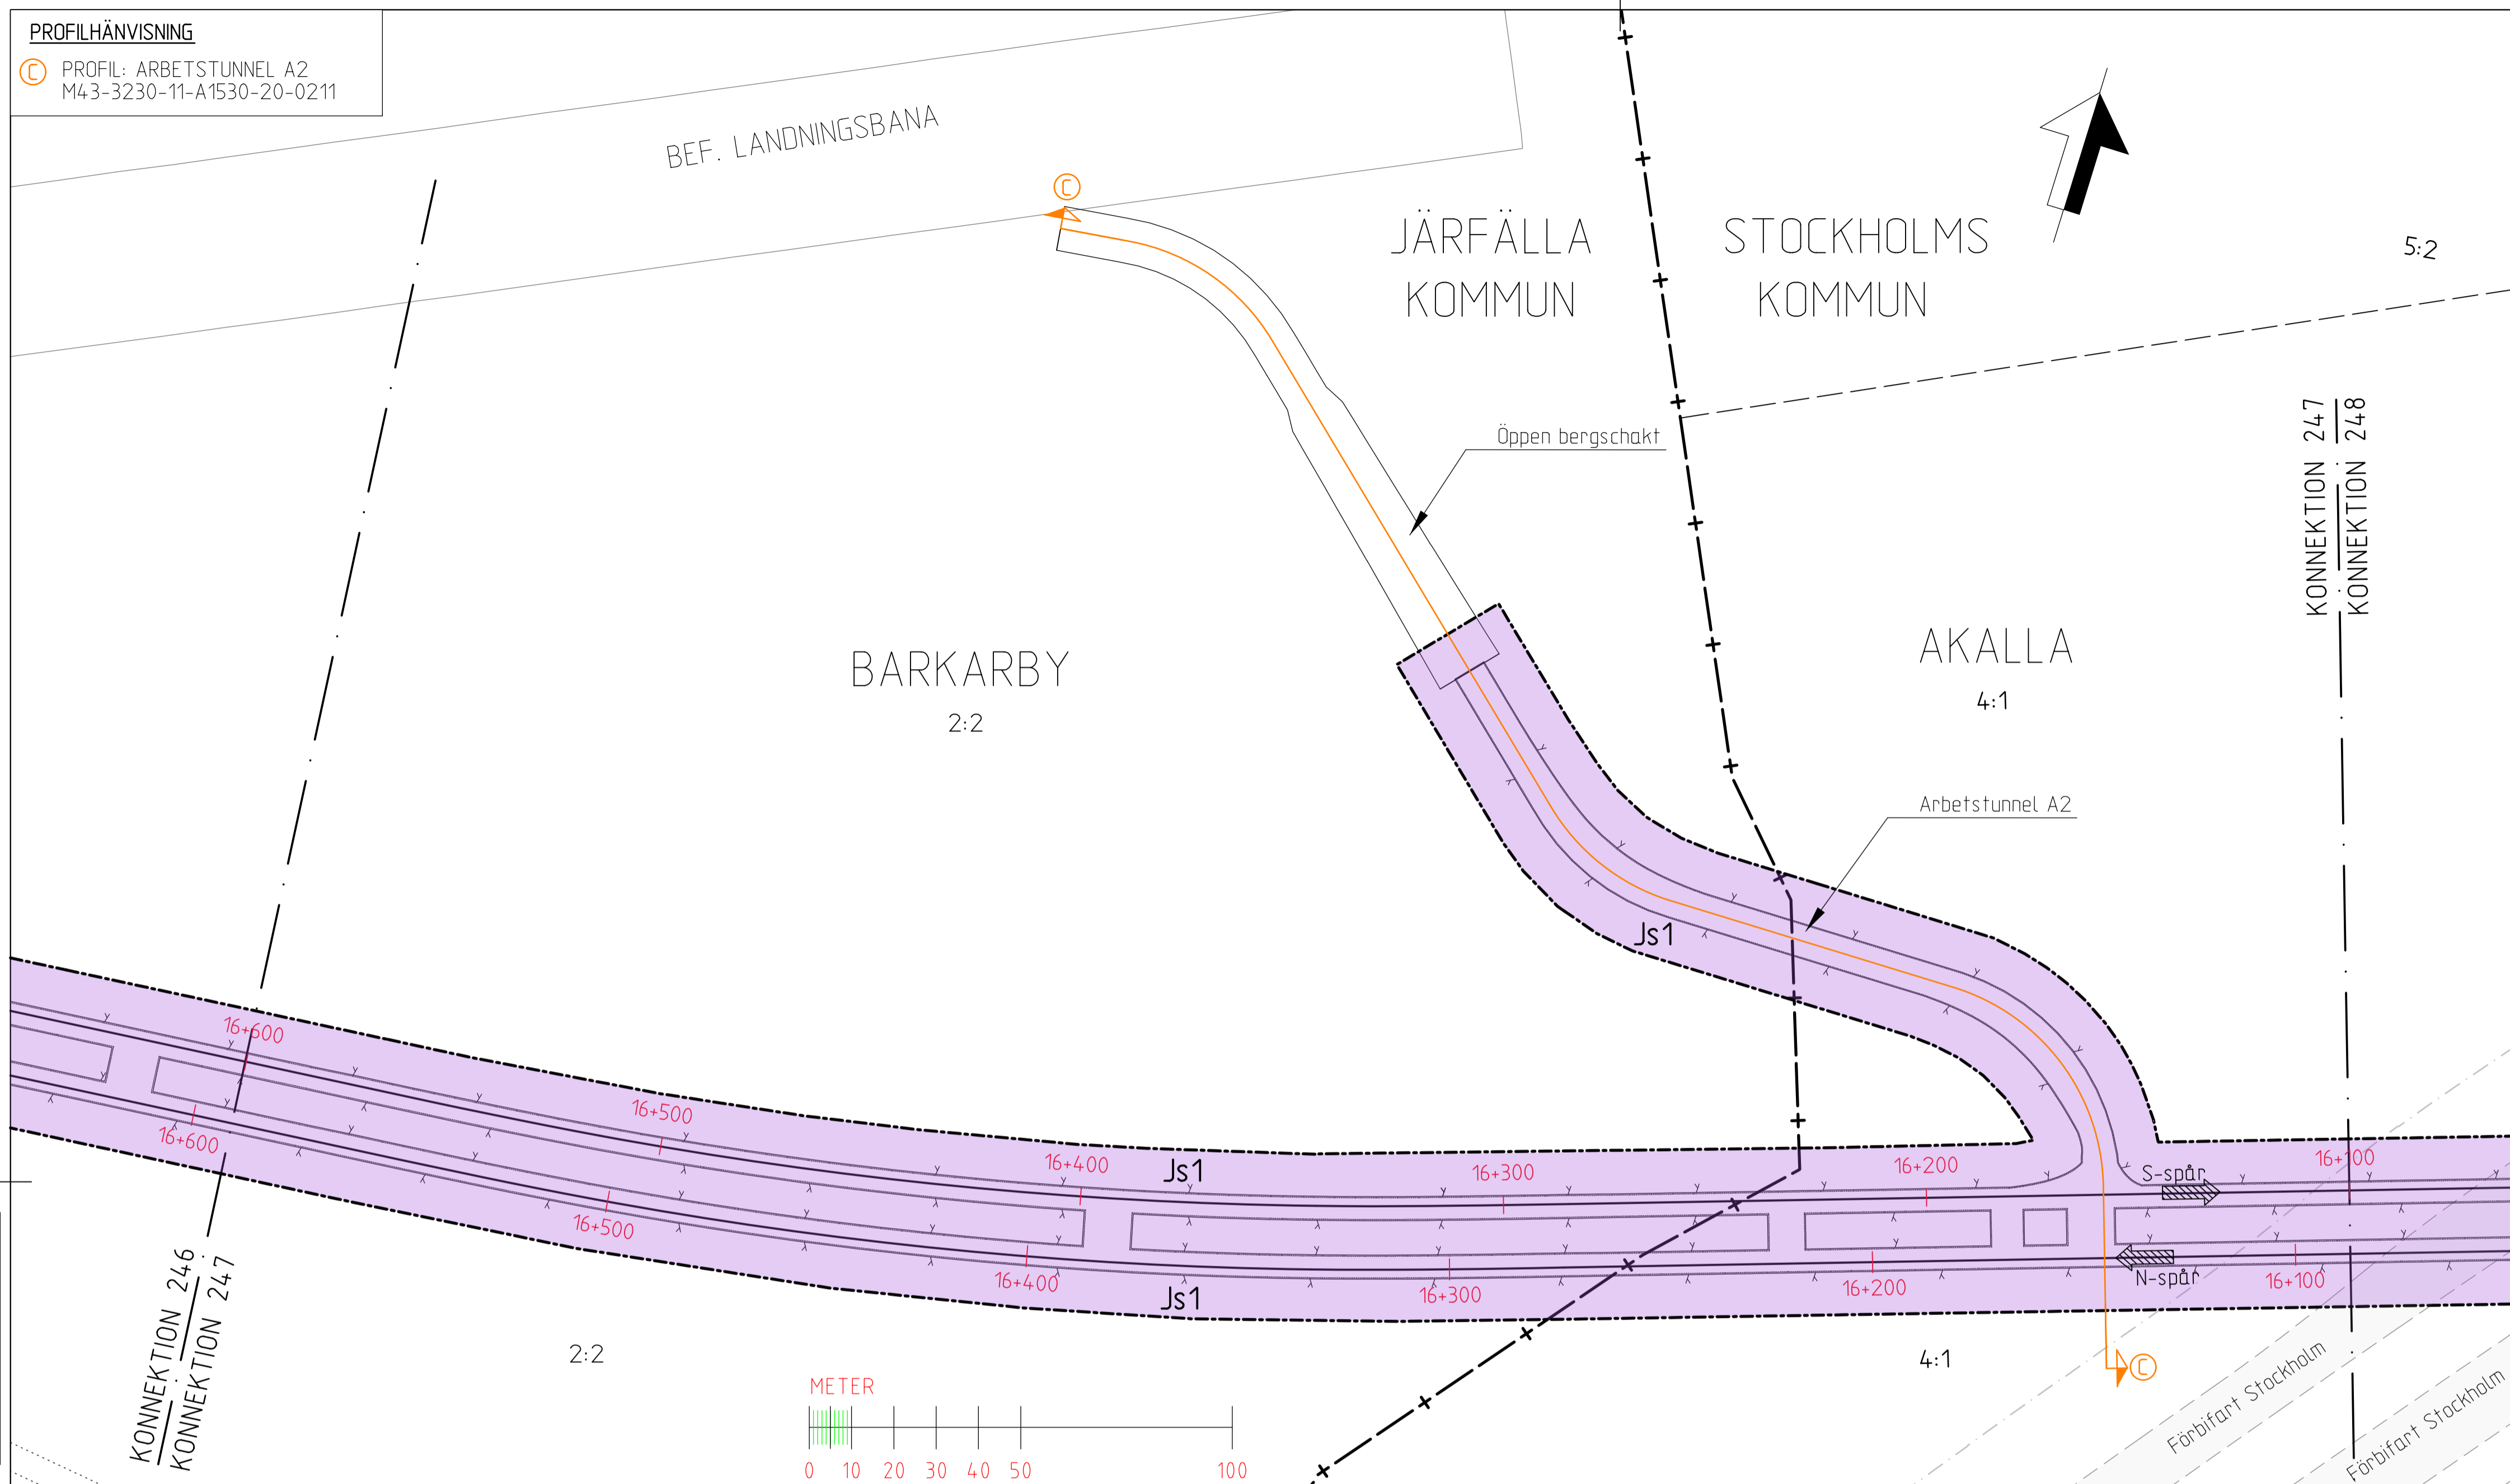 PROFILHÄNVISNING
C PROFIL: ARBETSTUNNEL A2
M43-3230-11-A1530-20-0211
BEF. LANDNINGSBANA
C
JÄRFÄLLA
KOMMUN
STOCKHOLMS
KOMMUN
5:2
Öppen bergschakt
KONNEKTION 247
KONNEKTION 248
BARKARBY
2:2
AKALLA
4:1
Arbetstunnel A2
Js1
16+600
16+500
16+400
Js1
16+300
16+200
16+100
S-spår
16+600
16+500
16+400
Js1
16+300
16+200
N-spår
16+100
KONNEKTION 246
KONNEKTION 247
2:2
4:1
C
Förbifart Stockholm
Förbifart Stockholm
METER
0 10 20 30 40 50 100